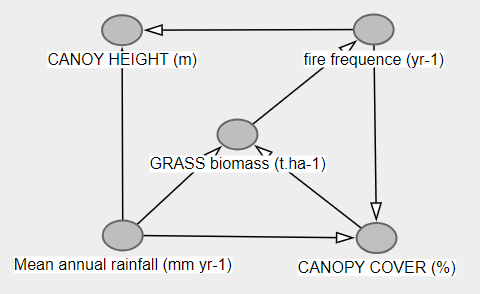 CANOY HEIGHT (m)
fire frequence (yr-1)
GRASS biomass (t.ha-1)
Mean annual rainfall (mm yr-1)
CANOPY COVER (%)